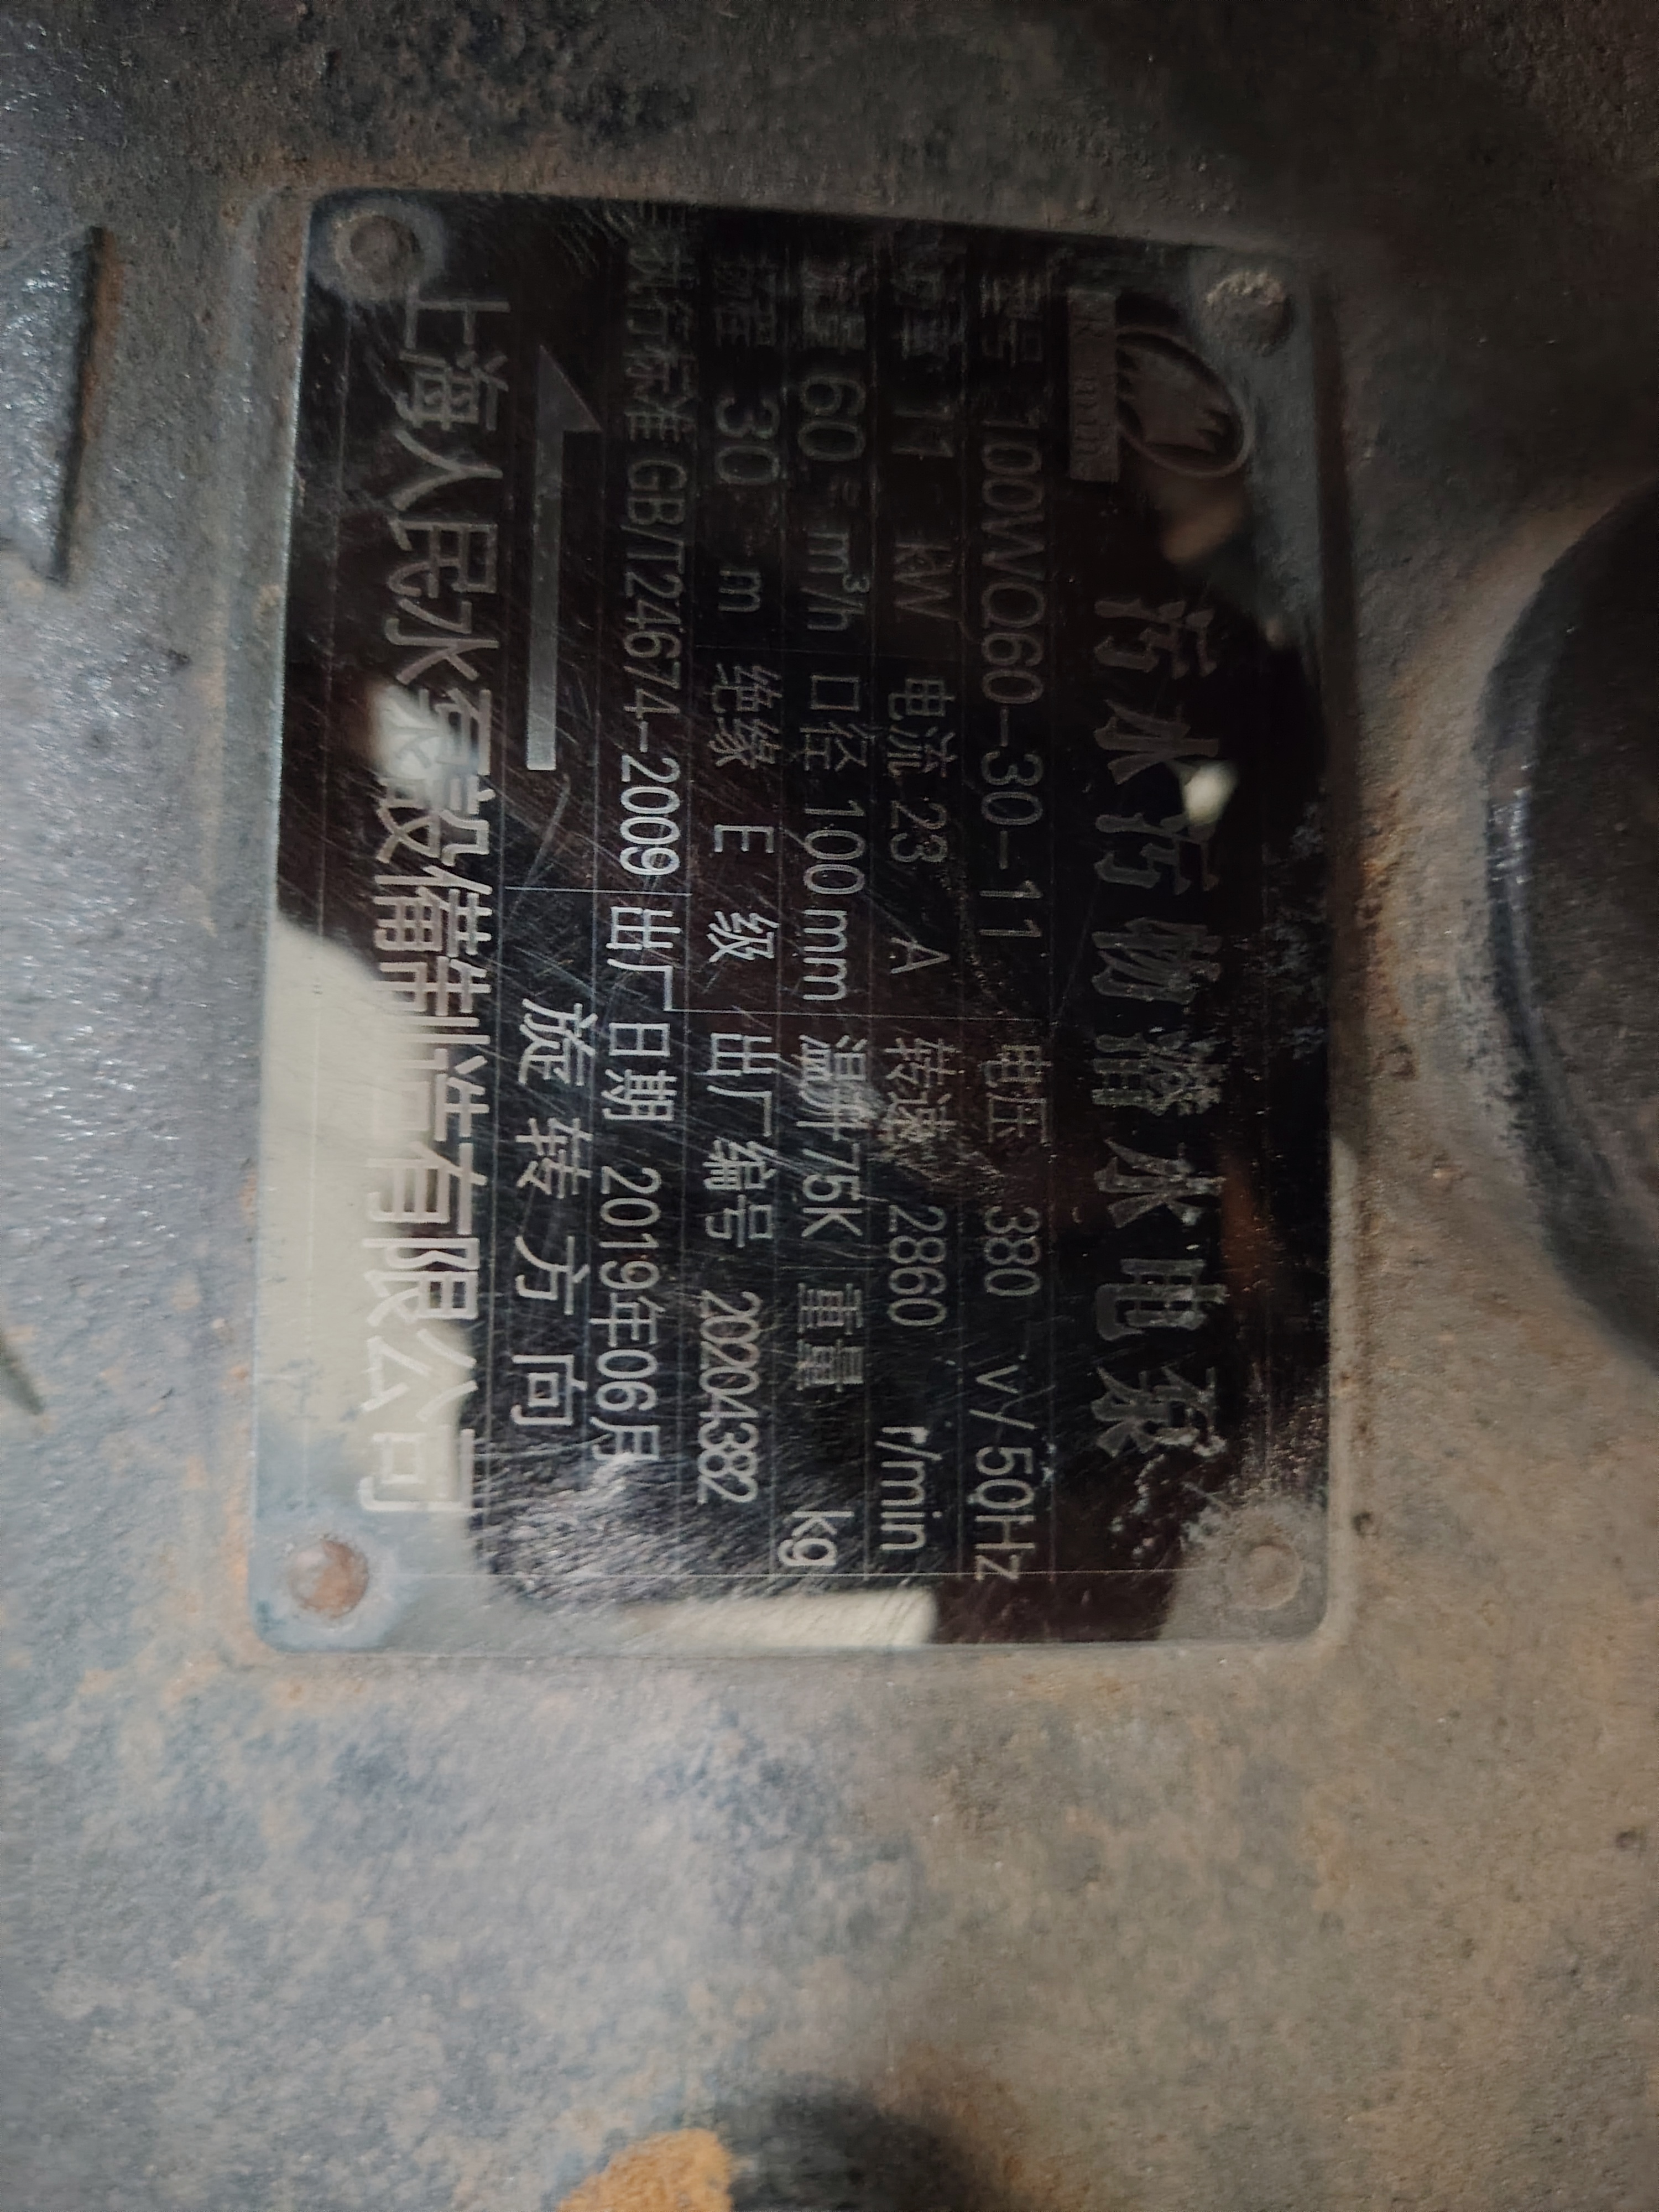 污水污物潜水电泵
型号 100WQ60-30-11 电压 380 V/50Hz
功率 11 kW 电流 23 A 转速 2860 r/min
流量 60 m³/h 口径 100mm 温升 75K 重量 kg
扬程 30 m 绝缘 E 级 出厂编号 20204382
执行标准 GB/T24674-2009 出厂日期 2019年06月
旋转方向
上海人民水泵設備制造有限公司